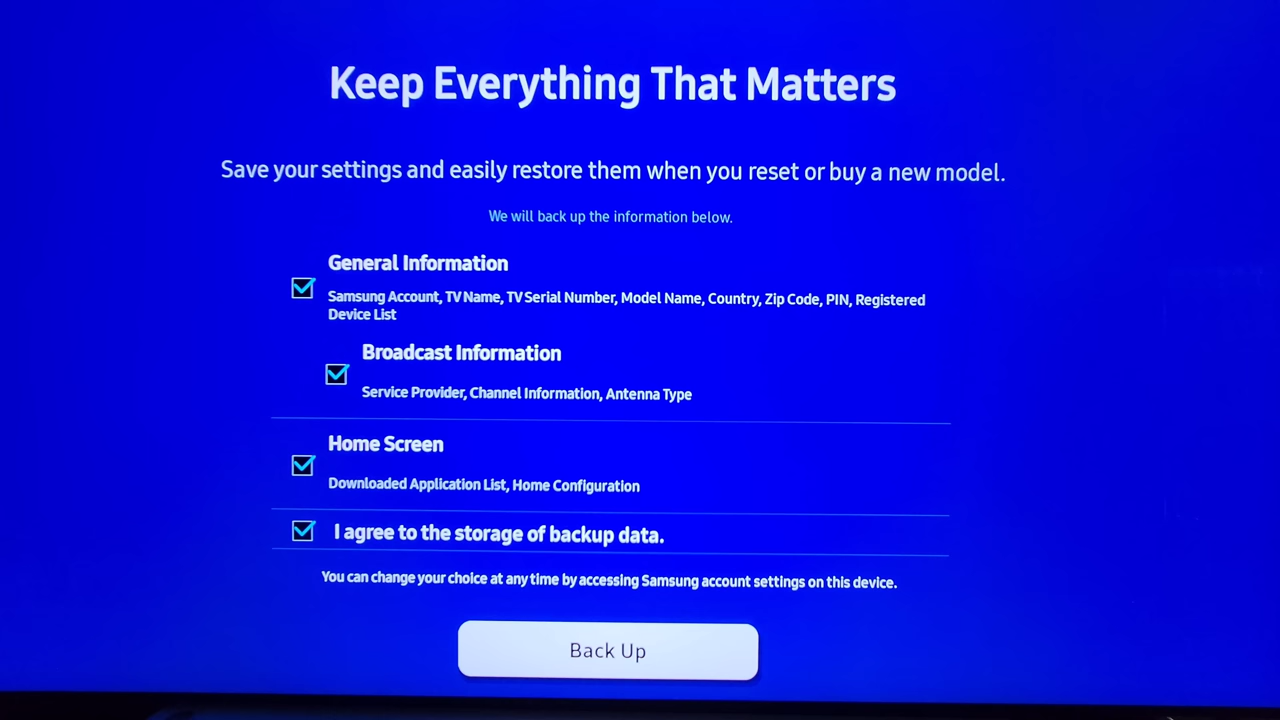 Keep Everything That Matters
Save your settings and easily restore them when you reset or buy a new model.
We will back up the information below.
General Information
Samsung Account, TV Name, TV Serial Number, Model Name, Country, Zip Code, PIN, Registered
Device List
Broadcast Information
Service Provider, Channel Information, Antenna Type
Home Screen
Downloaded Application List, Home Configuration
I agree to the storage of backup data.
You can change your choice at any time by accessing Samsung account settings on this device.
Back Up